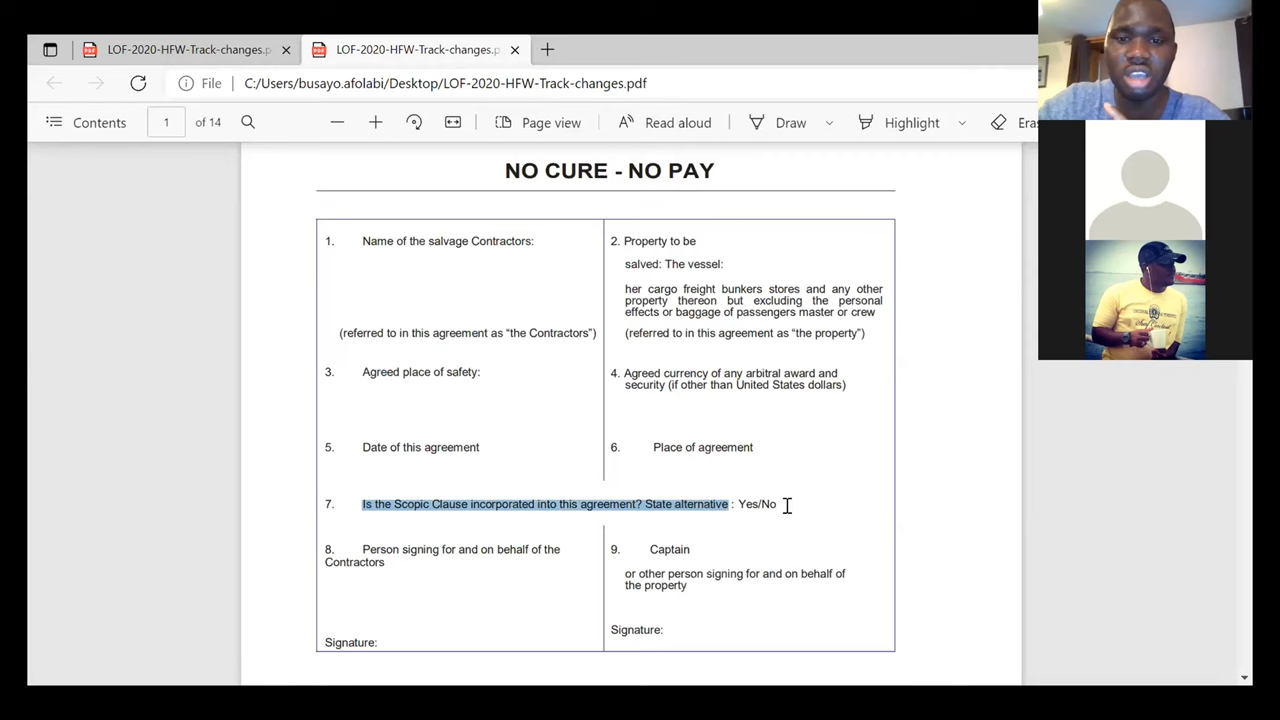 LOF-2020-HFW-Track-changes.p
LOF-2020-HFW-Track-changes.p
File C:/Users/busayo.afolabi/Desktop/LOF-2020-HFW-Track-changes.pdf
Contents 1 of 14 Page view Read aloud Draw Highlight Eras
NO CURE - NO PAY
1. Name of the salvage Contractors:
(referred to in this agreement as “the Contractors”)
2. Property to be
salved: The vessel:
her cargo freight bunkers stores and any other
property thereon but excluding the personal
effects or baggage of passengers master or crew
(referred to in this agreement as “the property”)
3. Agreed place of safety:
4. Agreed currency of any arbitral award and
security (if other than United States dollars)
5. Date of this agreement
6. Place of agreement
7. Is the Scopic Clause incorporated into this agreement? State alternative : Yes/No
8. Person signing for and on behalf of the
Contractors
Signature:
9. Captain
or other person signing for and on behalf of
the property
Signature: